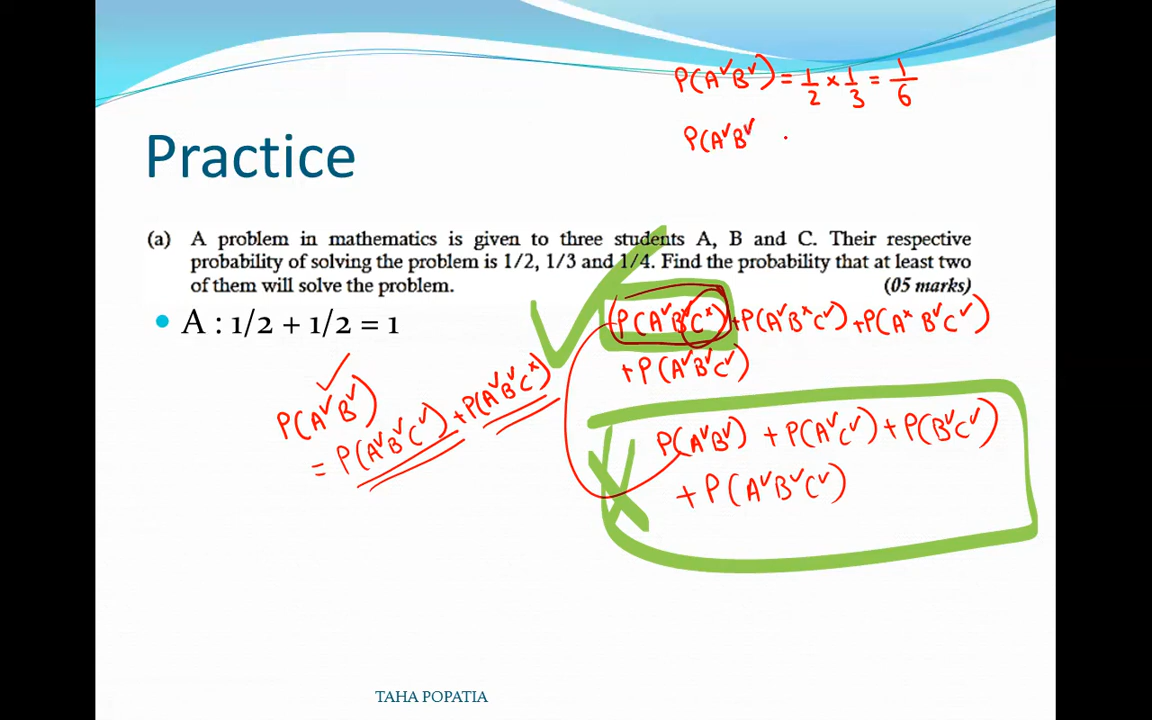 P(A✓B✓) = 1/2 × 1/3 = 1/6
P(A✓B✓
Practice
(a) A problem in mathematics is given to three students A, B and C. Their respective
probability of solving the problem is 1/2, 1/3 and 1/4. Find the probability that at least two
of them will solve the problem. (05 marks)
• A : 1/2 + 1/2 = 1
P(A✓B✓C×) + P(A✓B×C✓) + P(A×B✓C✓)
+ P(A✓B✓C✓)
P(A✓B✓)
= P(A✓B✓C✓) + P(A✓B✓C×)
P(A✓B✓) + P(A✓C✓) + P(B✓C✓)
+ P(A✓B✓C✓)
TAHA POPATIA